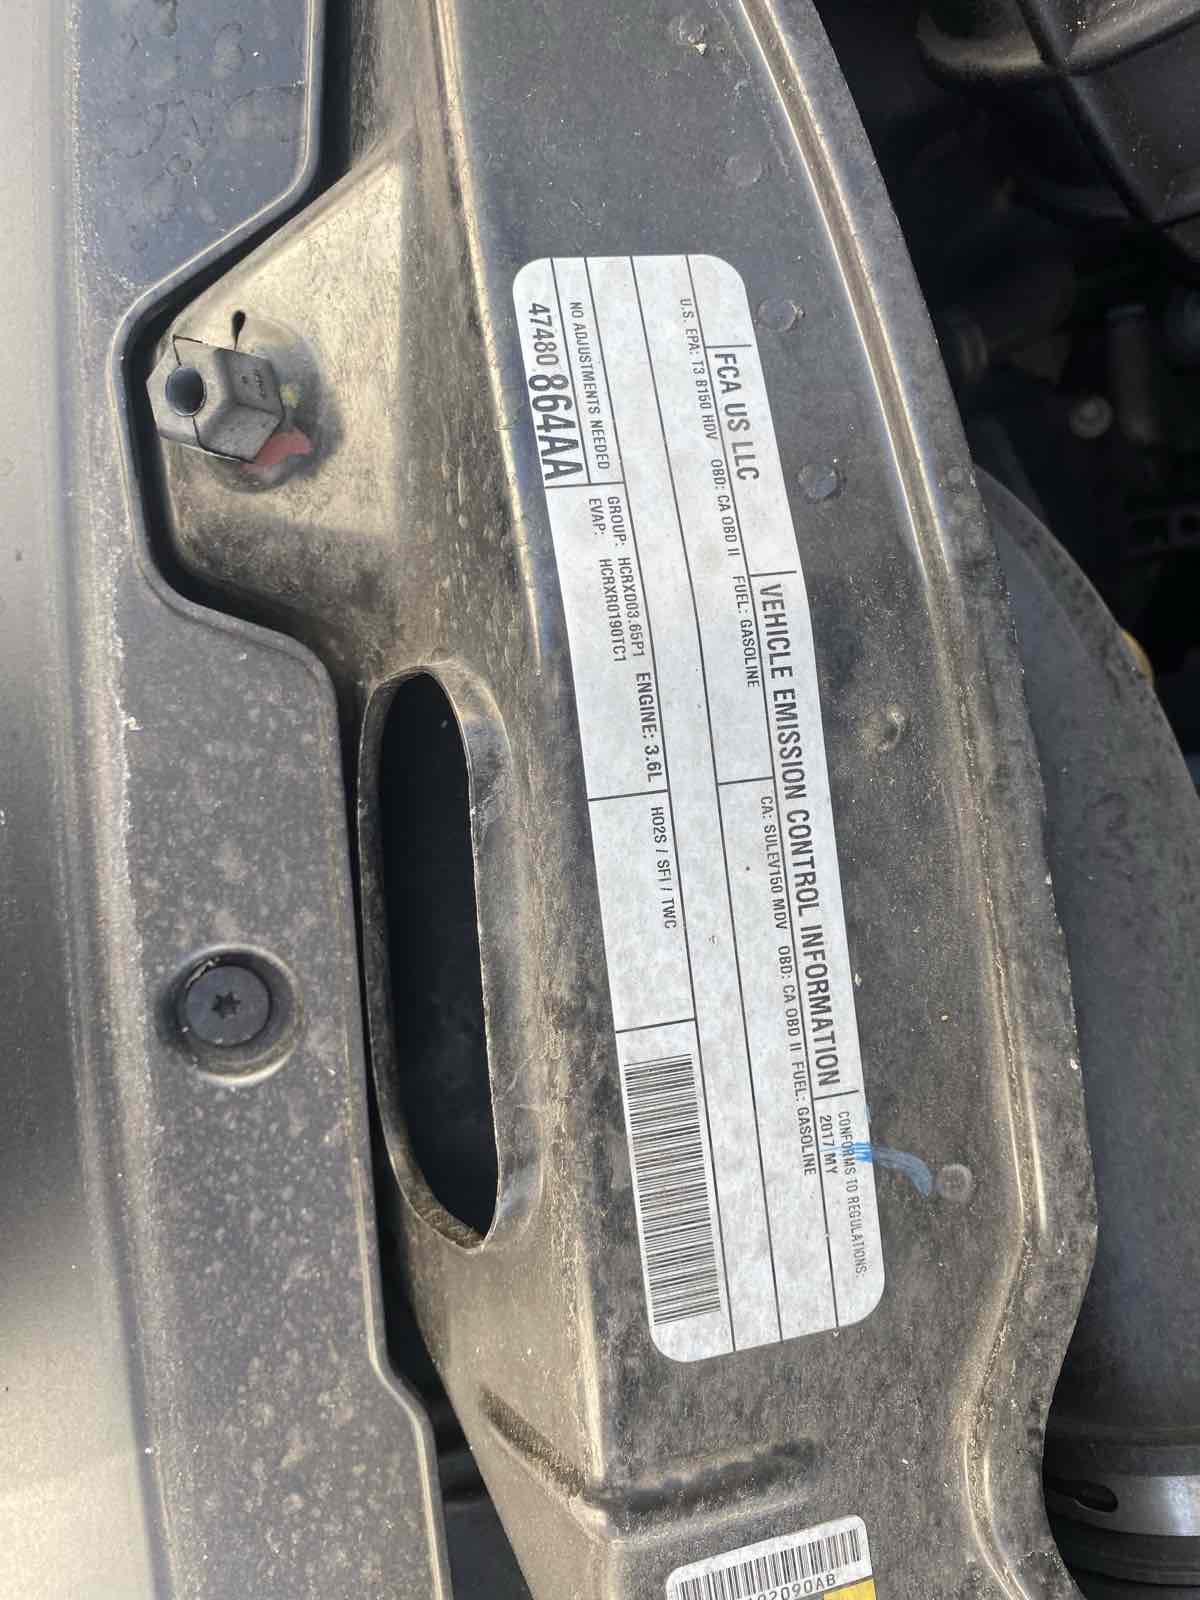 FCA US LLC
VEHICLE EMISSION CONTROL INFORMATION
CONFORMS TO REGULATIONS:
2017 MY
U.S. EPA: T3 B150 HDV OBD: CA OBD II FUEL: GASOLINE
CA: SULEV150 MDV OBD: CA OBD II FUEL: GASOLINE
NO ADJUSTMENTS NEEDED
47480 864AA
GROUP: HCRXD03.65P1 ENGINE: 3.6L
EVAP: HCRXR0190TC1
HO2S / SFI / TWC